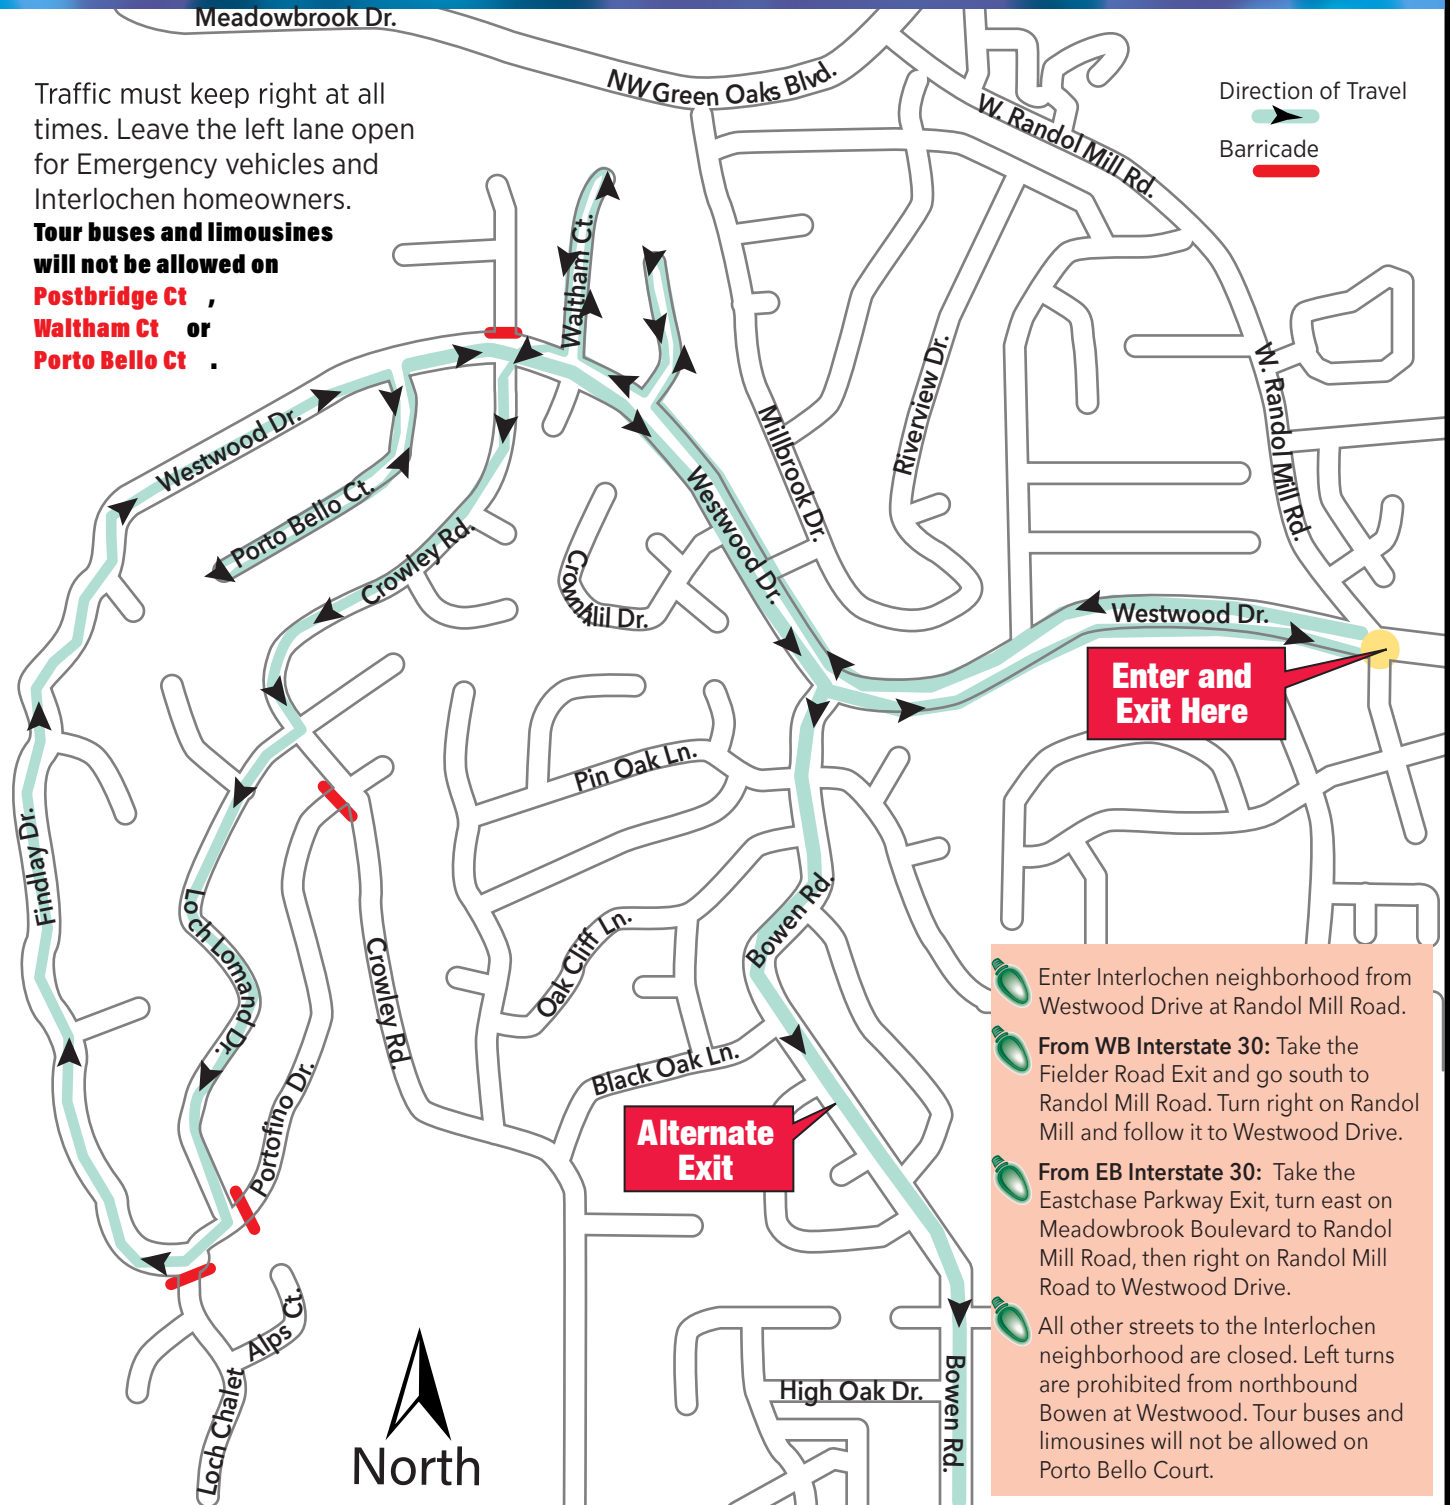 Meadowbrook Dr.
NW Green Oaks Blvd.
W. Randol Mill Rd.
Traffic must keep right at all
times. Leave the left lane open
for Emergency vehicles and
Interlochen homeowners.
Tour buses and limousines
will not be allowed on
Postbridge Ct ,
Waltham Ct or
Porto Bello Ct .
Direction of Travel
Barricade
Waltham Ct.
Westwood Dr.
Porto Bello Ct.
Crowley Rd.
Millbrook Dr.
Riverview Dr.
W. Randol Mill Rd.
Westwood Dr.
Crownhil Dr.
Westwood Dr.
Enter and
Exit Here
Pin Oak Ln.
Findlay Dr.
Loch Lomand Dr.
Crowley Rd.
Oak Cliff Ln.
Bowen Rd.
Black Oak Ln.
Portofino Dr.
Alternate
Exit
Alps Ct.
Loch Chalet
North
High Oak Dr.
Bowen Rd.
Enter Interlochen neighborhood from
Westwood Drive at Randol Mill Road.
From WB Interstate 30: Take the
Fielder Road Exit and go south to
Randol Mill Road. Turn right on Randol
Mill and follow it to Westwood Drive.
From EB Interstate 30: Take the
Eastchase Parkway Exit, turn east on
Meadowbrook Boulevard to Randol
Mill Road, then right on Randol Mill
Road to Westwood Drive.
All other streets to the Interlochen
neighborhood are closed. Left turns
are prohibited from northbound
Bowen at Westwood. Tour buses and
limousines will not be allowed on
Porto Bello Court.